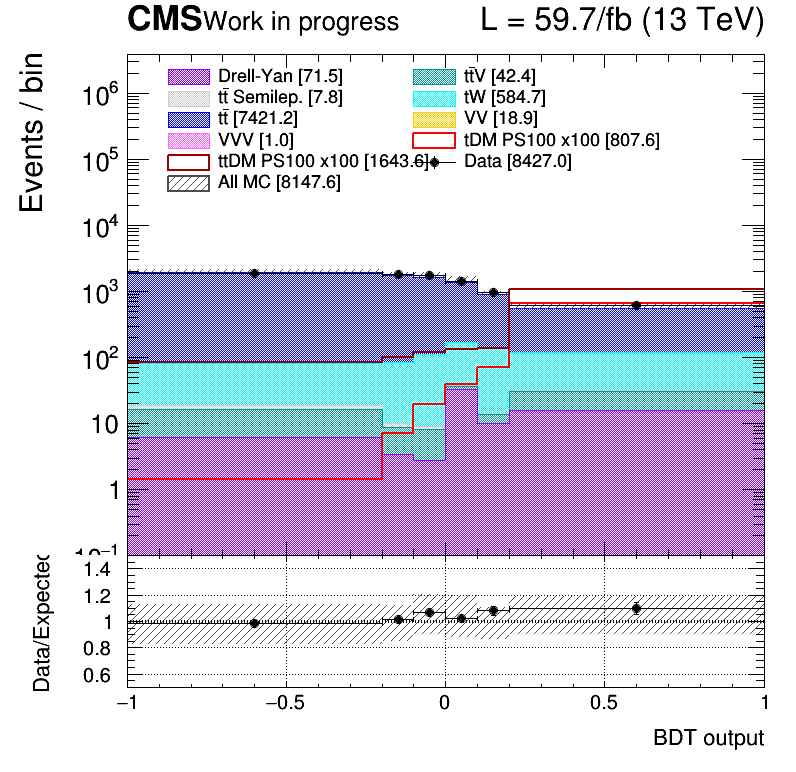 CMS Work in progress L = 59.7/fb (13 TeV)
Events / bin
Drell-Yan [71.5] tt̄V [42.4]
tt̄ Semilep. [7.8] tW [584.7]
tt̄ [7421.2] VV [18.9]
VVV [1.0] tDM PS100 x100 [807.6]
ttDM PS100 x100 [1643.6] Data [8427.0]
All MC [8147.6]
10⁶
10⁵
10⁴
10³
10²
10
1
10⁻¹
Data/Expected
1.4
1.2
1
0.8
0.6
−1 −0.5 0 0.5 1
BDT output